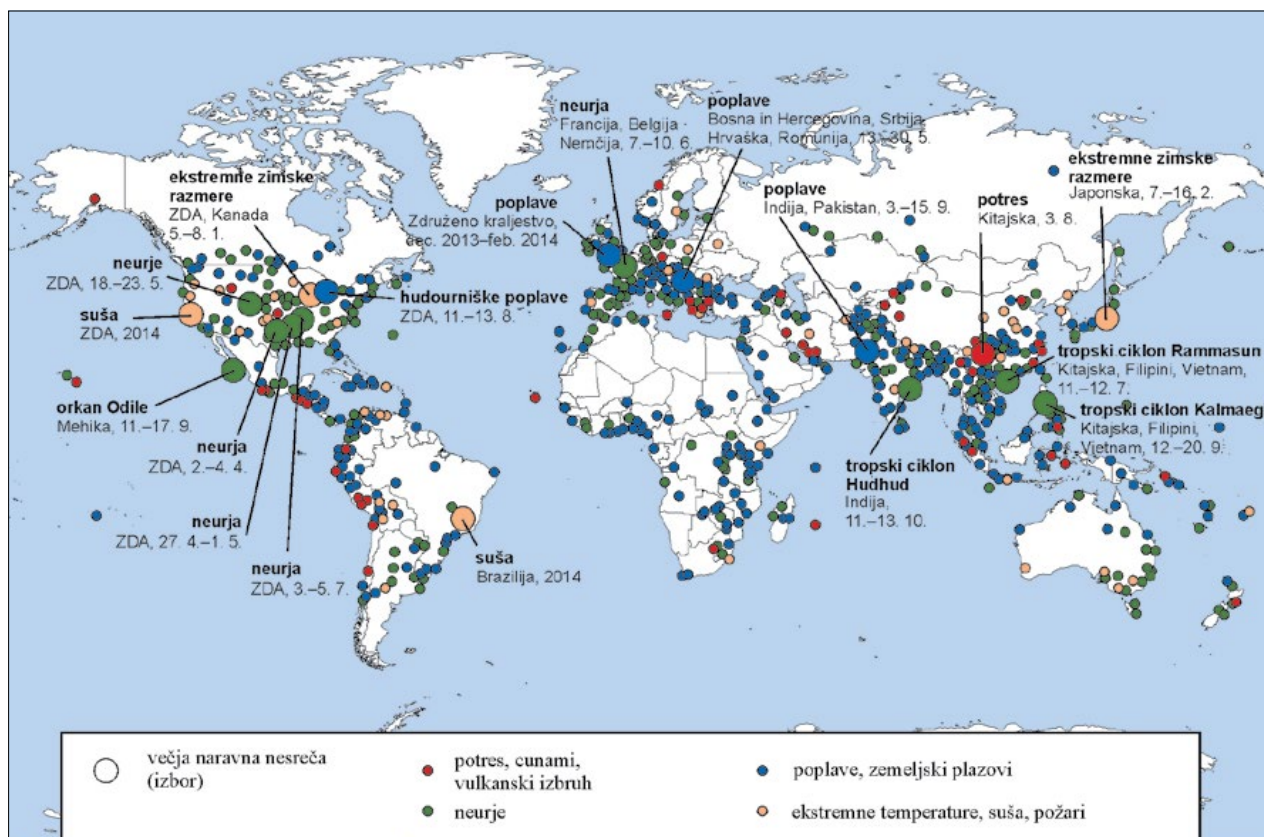 neurja
Francija, Belgija
Nemčija, 7.–10. 6.
poplave
Bosna in Hercegovina, Srbija,
Hrvaška, Romunija, 13.–30. 5.
ekstremne zimske
razmere
ZDA, Kanada
5.–8. 1.
poplave
Združeno kraljestvo,
dec. 2013–feb. 2014
poplave
Indija, Pakistan, 3.–15. 9.
potres
Kitajska, 3. 8.
ekstremne zimske
razmere
Japonska, 7.–16. 2.
neurje
ZDA, 18.–23. 5.
hudourniške poplave
ZDA, 11.–13. 8.
suša
ZDA, 2014
orkan Odile
Mehika, 11.–17. 9.
neurja
ZDA, 2.–4. 4.
neurja
ZDA, 27. 4.–1. 5.
neurja
ZDA, 3.–5. 7.
suša
Brazilija, 2014
tropski ciklon
Hudhud
Indija,
11.–13. 10.
tropski ciklon Rammasun
Kitajska, Filipini, Vietnam,
11.–12. 7.
tropski ciklon Kalmaegi
Kitajska, Filipini,
Vietnam, 12.–20. 9.
večja naravna nesreča
(izbor)
potres, cunami,
vulkanski izbruh
neurje
poplave, zemeljski plazovi
ekstremne temperature, suša, požari